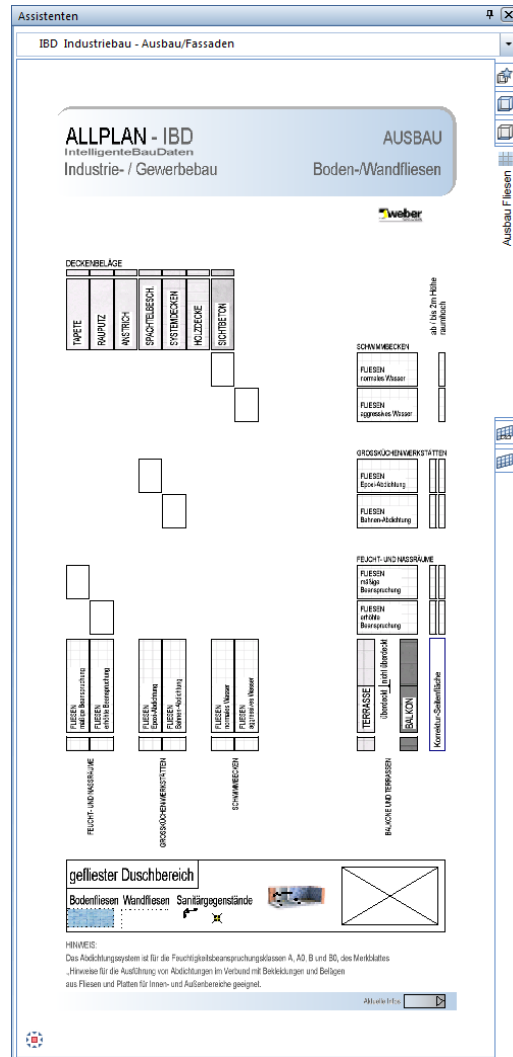 Assistenten
IBD Industriebau - Ausbau/Fassaden
ALLPLAN - IBD
AUSBAU
IntelligenteBauDaten
Industrie- / Gewerbebau
Boden-/Wandfliesen
weber
Ausbau Fliesen
DECKENBELÄGE
TAPETE
RAUPUTZ
ANSTRICH
SPACHTELBESCH.
SYSTEMDECKEN
HOLZDECKE
SICHTBETON
ab / bis 2m Höhe
raumhoch
SCHWIMMBECKEN
FLIESEN
normales Wasser
FLIESEN
aggressives Wasser
GROSSKÜCHEN/WERKSTÄTTEN
FLIESEN
Epoxi-Abdichtung
FLIESEN
Bahnen-Abdichtung
FEUCHT- UND NASSRÄUME
FLIESEN
mäßige
Beanspruchung
FLIESEN
erhöhte
Beanspruchung
FLIESEN
mäßige Beanspruchung
FLIESEN
erhöhte Beanspruchung
FLIESEN
Epoxi-Abdichtung
FLIESEN
Bahnen-Abdichtung
FLIESEN
normales Wasser
FLIESEN
aggressives Wasser
TERRASSE
überdeckt
nicht überdeckt
BALKON
Korrektur-Seitenfläche
FEUCHT- UND NASSRÄUME
GROSSKÜCHEN/WERKSTÄTTEN
SCHWIMMBECKEN
BALKONE UND TERRASSEN
gefliester Duschbereich
Bodenfliesen Wandfliesen Sanitärgegenstände
HINWEIS:
Das Abdichtungssystem ist für die Feuchtigkeitsbeanspruchungsklassen A, A0, B und B0, des Merkblattes
„Hinweise für die Ausführung von Abdichtungen im Verbund mit Bekleidungen und Belägen
aus Fliesen und Platten für Innen- und Außenbereiche geeignet.
Aktuelle Infos